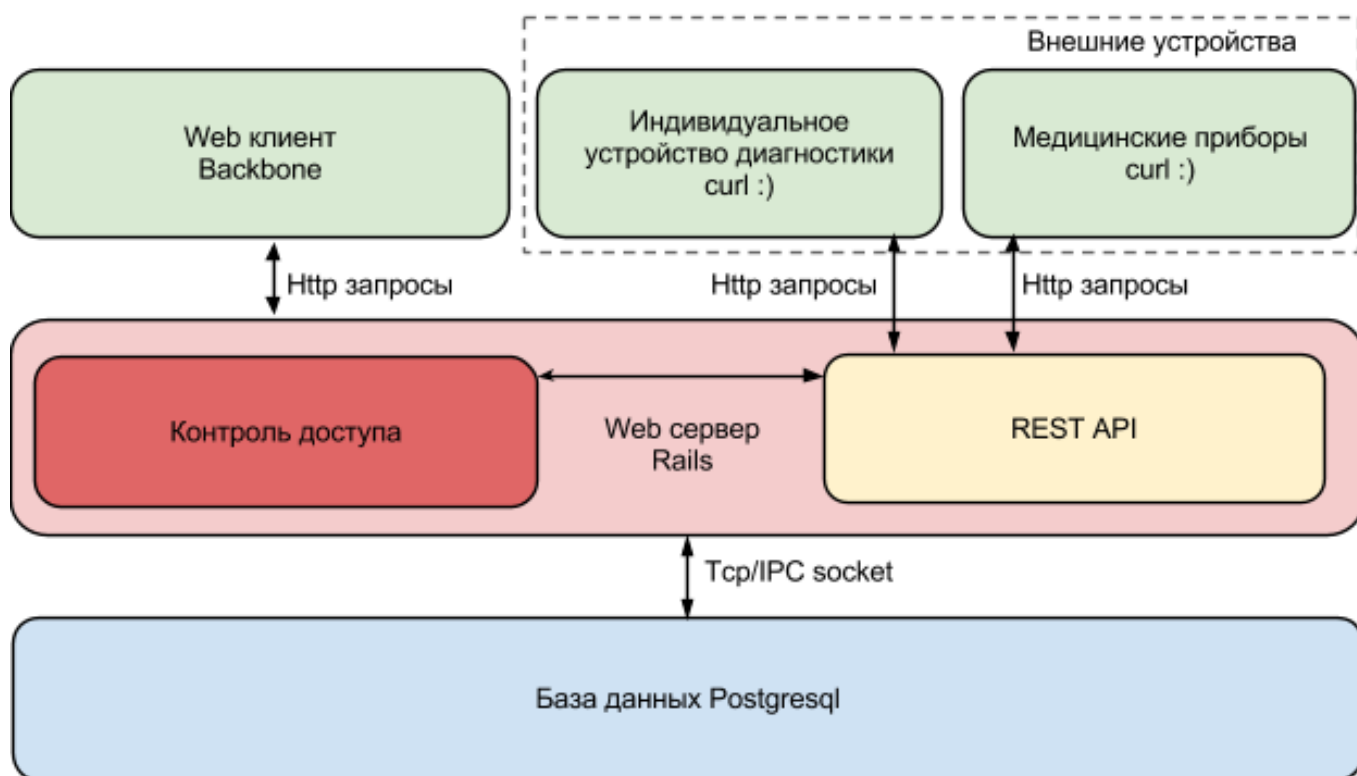 Внешние устройства
Web клиент
Backbone
Индивидуальное
устройство диагностики
curl :)
Медицинские приборы
curl :)
Http запросы
Http запросы
Http запросы
Контроль доступа
Web сервер
Rails
REST API
Tcp/IPC socket
База данных Postgresql